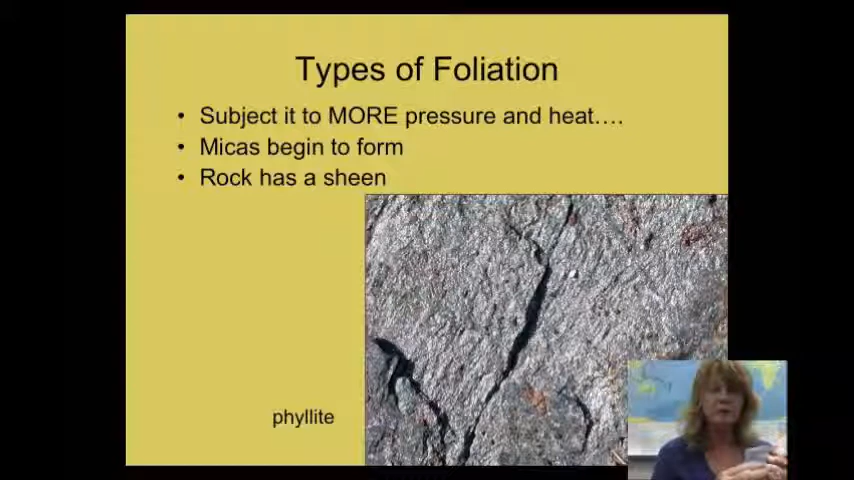 Types of Foliation
• Subject it to MORE pressure and heat….
• Micas begin to form
• Rock has a sheen
phyllite